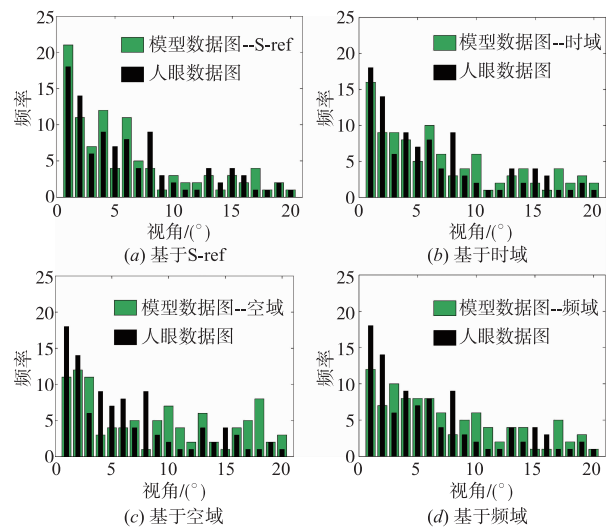 25
20
15
10
5
0
频率
模型数据图--S-ref
人眼数据图
0 5 10 15 20
视角/(°)
(a) 基于S-ref
25
20
15
10
5
0
频率
模型数据图--时域
人眼数据图
0 5 10 15 20
视角/(°)
(b) 基于时域
25
20
15
10
5
0
频率
模型数据图--空域
人眼数据图
0 5 10 15 20
视角/(°)
(c) 基于空域
25
20
15
10
5
0
频率
模型数据图--频域
人眼数据图
0 5 10 15 20
视角/(°)
(d) 基于频域